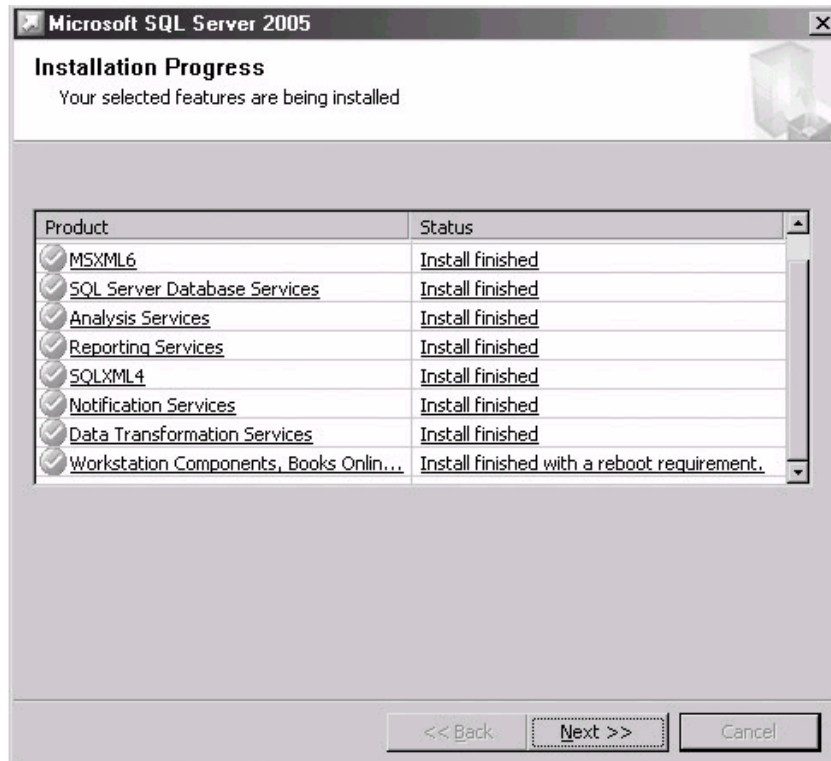 Microsoft SQL Server 2005
Installation Progress
Your selected features are being installed
Product Status
MSXML6 Install finished
SQL Server Database Services Install finished
Analysis Services Install finished
Reporting Services Install finished
SQLXML4 Install finished
Notification Services Install finished
Data Transformation Services Install finished
Workstation Components, Books Onlin... Install finished with a reboot requirement.
<< Back Next >> Cancel